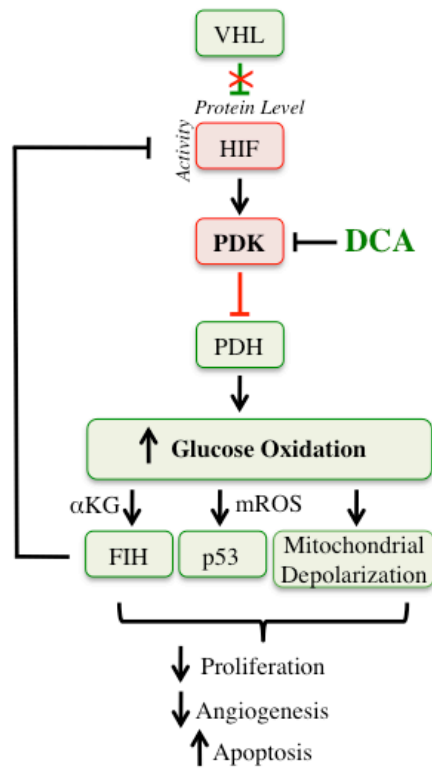 VHL
Protein Level
Activity
HIF
PDK
DCA
PDH
Glucose Oxidation
αKG
mROS
FIH
p53
Mitochondrial
Depolarization
Proliferation
Angiogenesis
Apoptosis